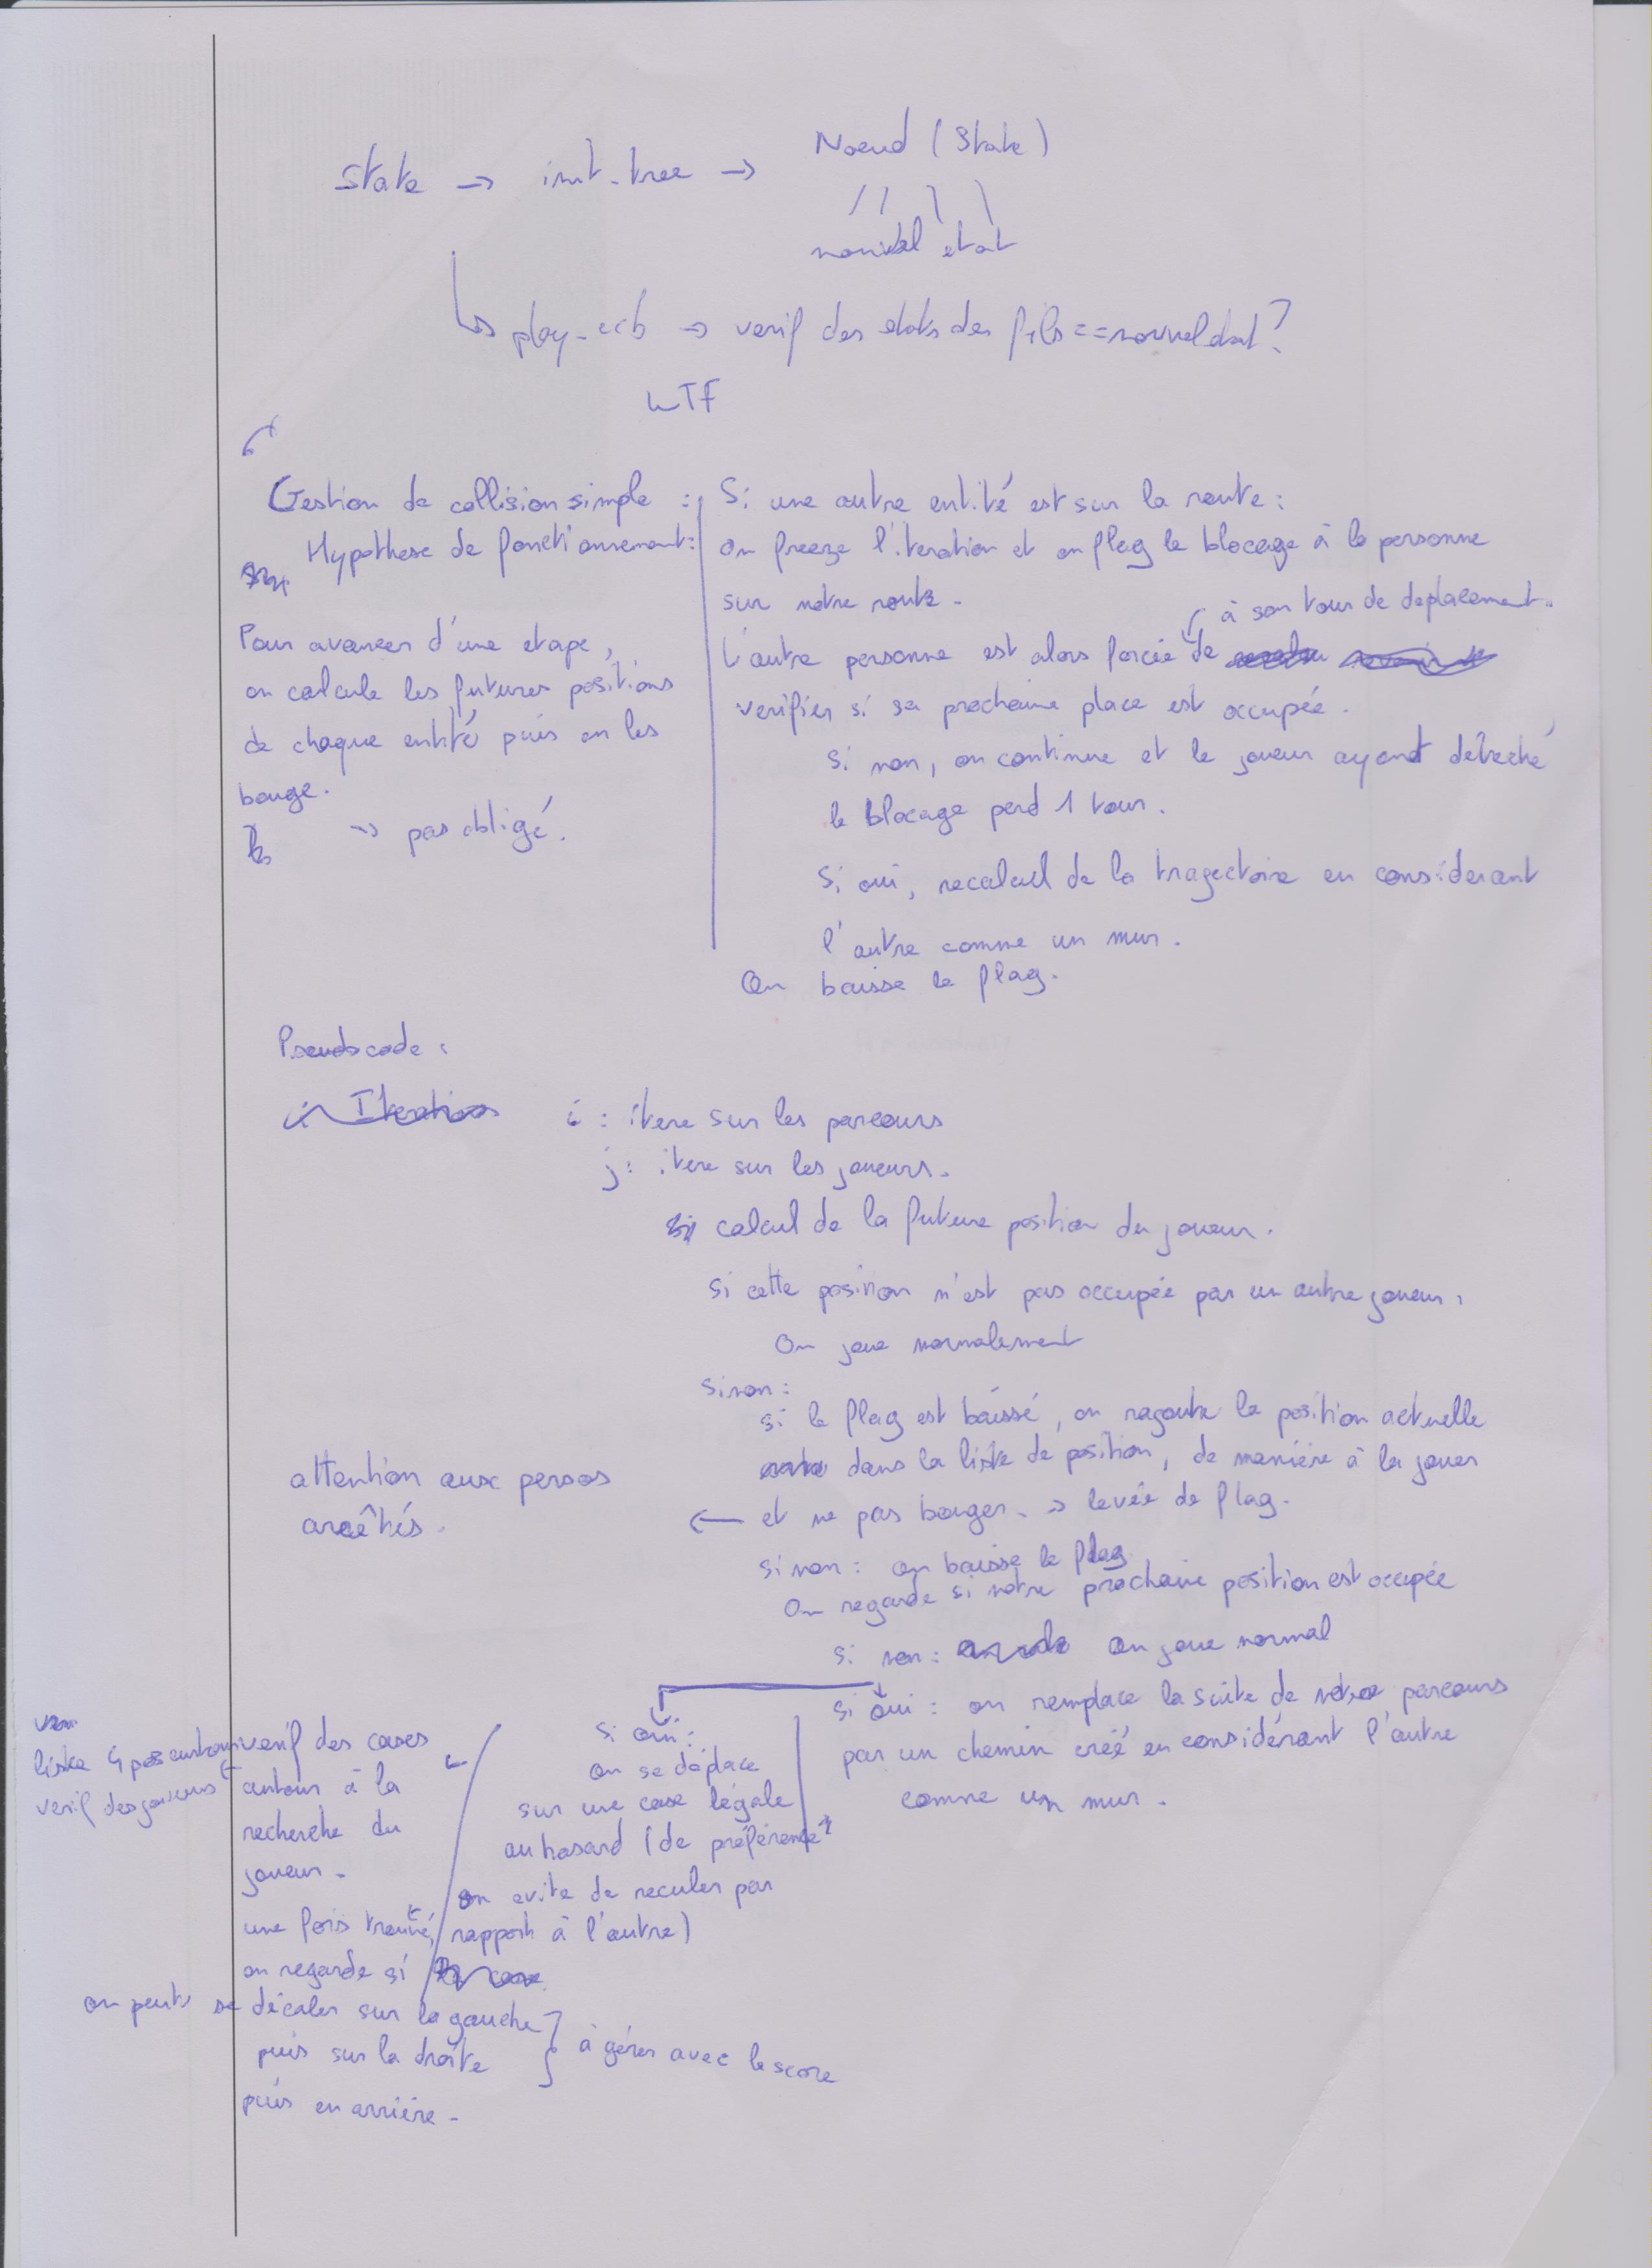 State → init_tree → Noeud (State)
nouvel etat
↳ play_ecb → verif des etats des fils == nouvel etat ?
WTF
Gestion de collision simple :
Hypothese de fonctionnement :
Pour avancer d'une etape,
on calcule les futures positions
de chaque entité puis on les
bouge.
→ pas obligé.
Si une autre entité est sur la route :
on freeze l'iteration et on flag le blocage à la personne
sur notre route.
à son tour de deplacement.
L'autre personne est alors forcée de
verifier si sa prochaine place est occupée.
Si non, on continue et le joueur ayant détecté
le blocage perd 1 tour.
Si oui, recalcul de la trajectoire en considerant
l'autre comme un mur.
On baisse le flag.
Pseudocode :
i : itere sur les parcours
j : itere sur les joueurs.
calcul de la future position du joueur.
si cette position n'est pas occupée par un autre joueur,
On joue normalement
sinon :
si le flag est baissé, on rajoute la position actuelle
dans la liste de position, de manière à la jouer
← et ne pas bouger. → levée de flag.
attention aux persos
arrêtés.
sinon : on baisse le flag
On regarde si notre prochaine position est occupée
si non : on joue normal
si oui : on remplace la suite de notre parcours
par un chemin créé en considérant l'autre
comme un mur.
si oui :
on se déplace
sur une case légale
au hasard (de préférence
on evite de reculer par
rapport à l'autre)
liste 4 pos autour
verif des joueurs
verif des cases
autour à la
recherche du
joueur.
une fois trouvé,
on regarde si
on peut se décaler sur la gauche
puis sur la droite
puis en arrière.
à gérer avec le score